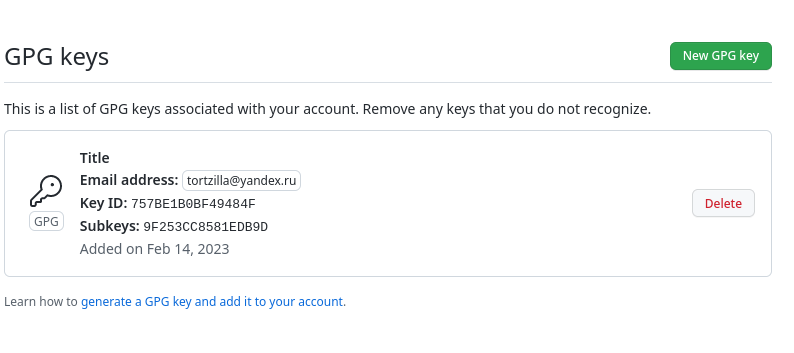 GPG keys
New GPG key
This is a list of GPG keys associated with your account. Remove any keys that you do not recognize.
Title
Email address: tortzilla@yandex.ru
Key ID: 757BE1B0BF49484F
GPG
Subkeys: 9F253CC8581EDB9D
Added on Feb 14, 2023
Delete
Learn how to generate a GPG key and add it to your account.